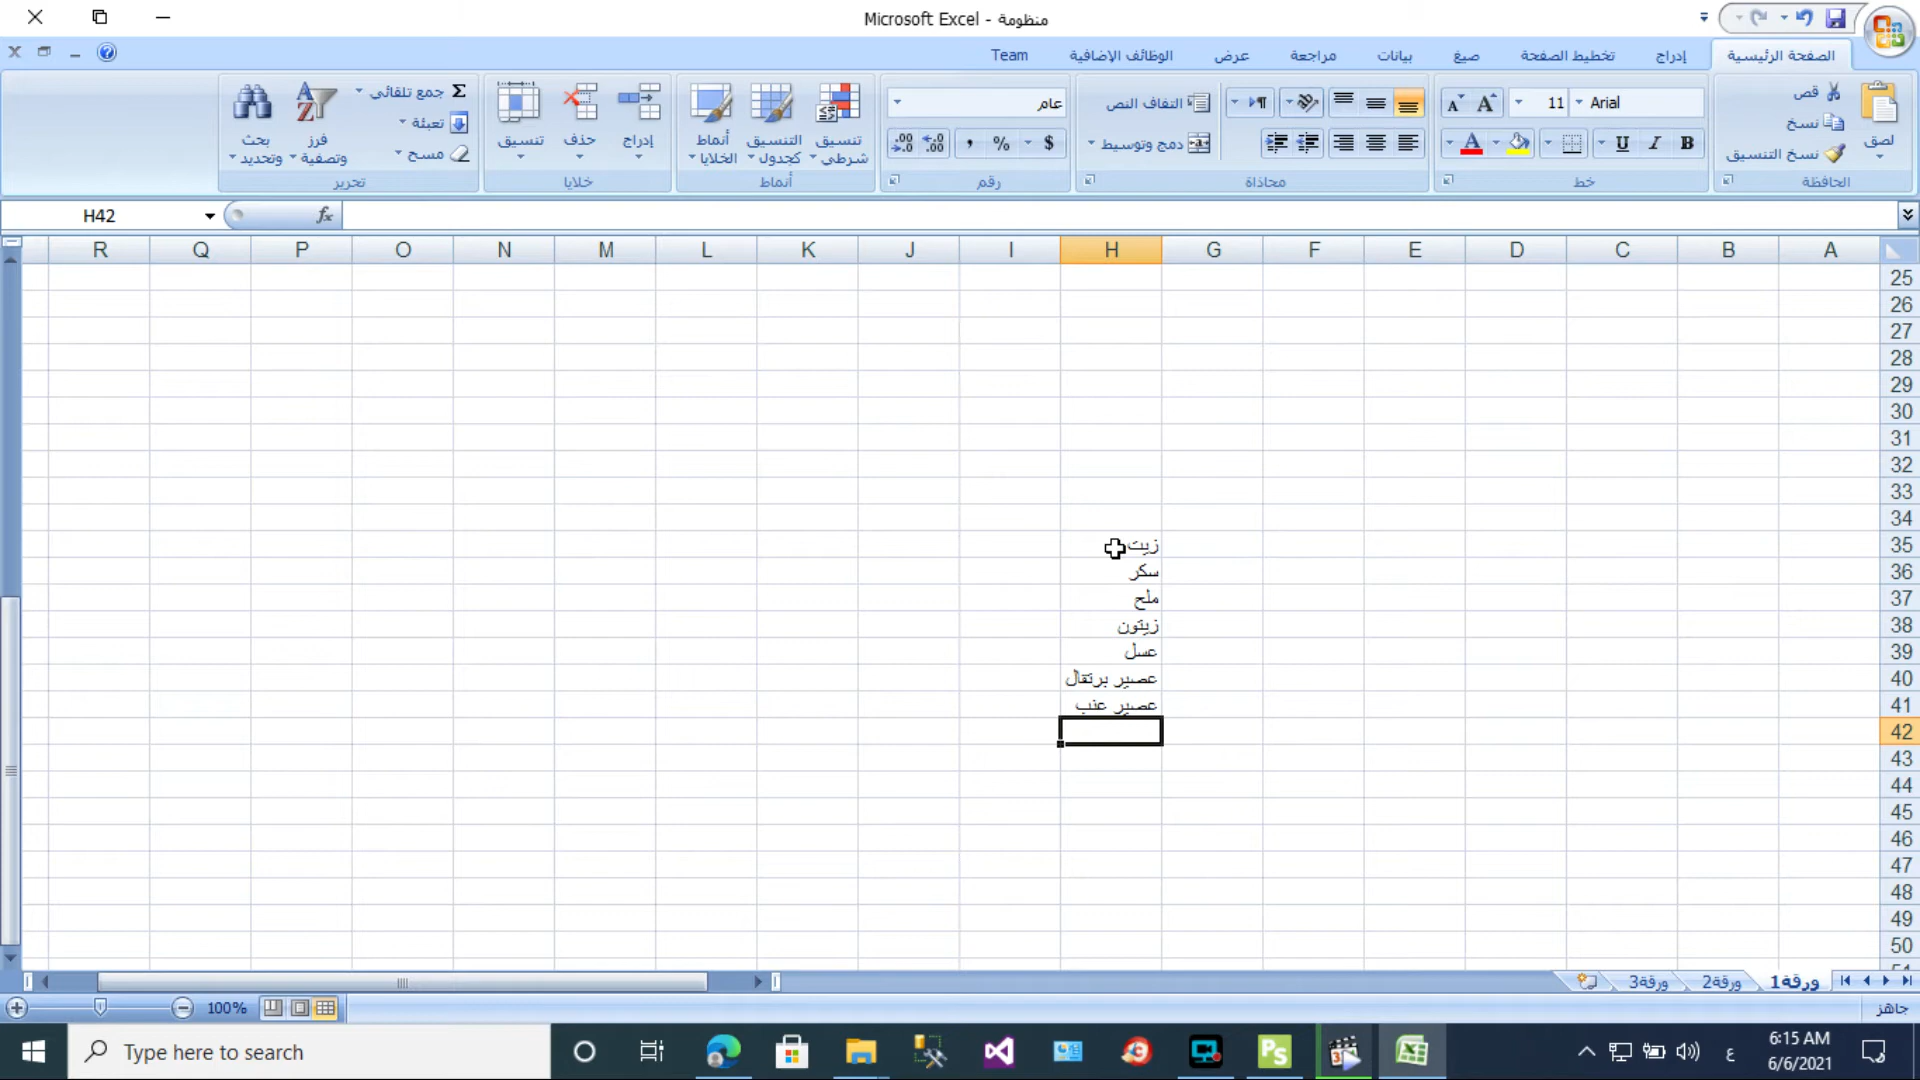 منظومة - Microsoft Excel
الصفحة الرئيسية إدراج تخطيط الصفحة صيغ بيانات مراجعة عرض الوظائف الإضافية Team
لصق
قص
نسخ
نسخ التنسيق
الحافظة
Arial 11
B I U
خط
التفاف النص
دمج وتوسيط
محاذاة
عام
$ % ,
رقم
تنسيق شرطي
التنسيق كجدول
أنماط الخلايا
أنماط
إدراج
حذف
تنسيق
خلايا
Σ جمع تلقائي
تعبئة
مسح
فرز وتصفية
بحث وتحديد
تحرير
H42 fx
R Q P O N M L K J I H G F E D C B A
25
26
27
28
29
30
31
32
33
34
زيت 35
سكر 36
ملح 37
زيتون 38
عسل 39
عصير برتقال 40
عصير عنب 41
42
43
44
45
46
47
48
49
50
ورقة1 ورقة2 ورقة3
جاهز
100%
Type here to search
ع
6:15 AM
6/6/2021